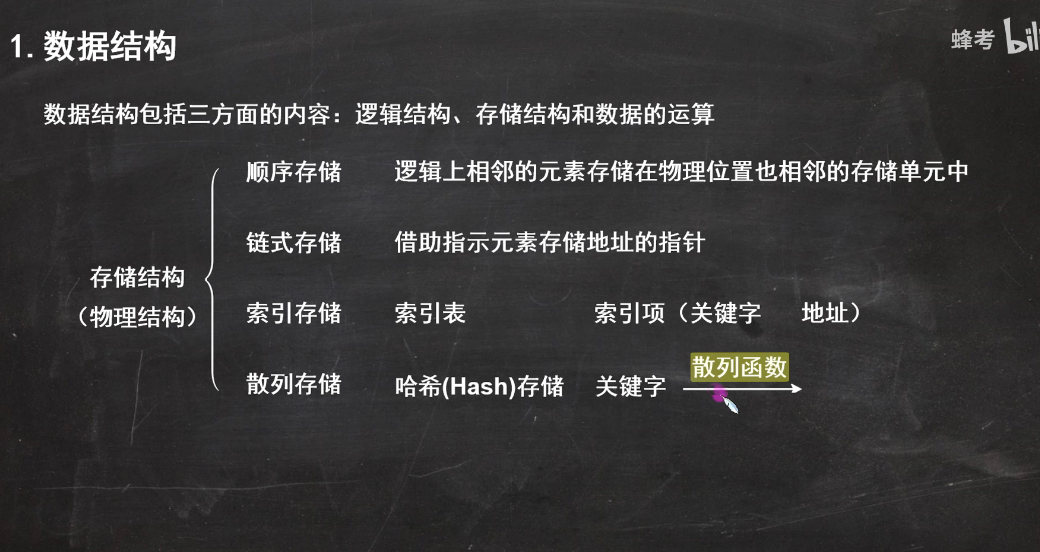 1. 数据结构
蜂考 bili
数据结构包括三方面的内容：逻辑结构、存储结构和数据的运算
顺序存储 逻辑上相邻的元素存储在物理位置也相邻的存储单元中
链式存储 借助指示元素存储地址的指针
存储结构
（物理结构）
索引存储 索引表 索引项（关键字 地址）
散列函数
散列存储 哈希(Hash)存储 关键字